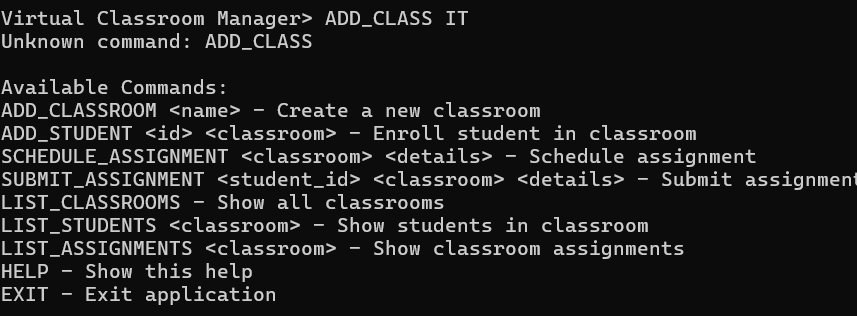 Virtual Classroom Manager> ADD_CLASS IT
Unknown command: ADD_CLASS
Available Commands:
ADD_CLASSROOM <name> – Create a new classroom
ADD_STUDENT <id> <classroom> – Enroll student in classroom
SCHEDULE_ASSIGNMENT <classroom> <details> – Schedule assignment
SUBMIT_ASSIGNMENT <student_id> <classroom> <details> – Submit assignment
LIST_CLASSROOMS – Show all classrooms
LIST_STUDENTS <classroom> – Show students in classroom
LIST_ASSIGNMENTS <classroom> – Show classroom assignments
HELP – Show this help
EXIT – Exit application